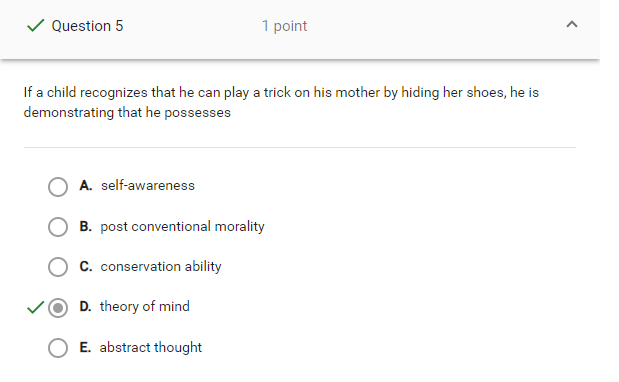 Question 5 1 point
If a child recognizes that he can play a trick on his mother by hiding her shoes, he is
demonstrating that he possesses
A. self-awareness
B. post conventional morality
C. conservation ability
D. theory of mind
E. abstract thought